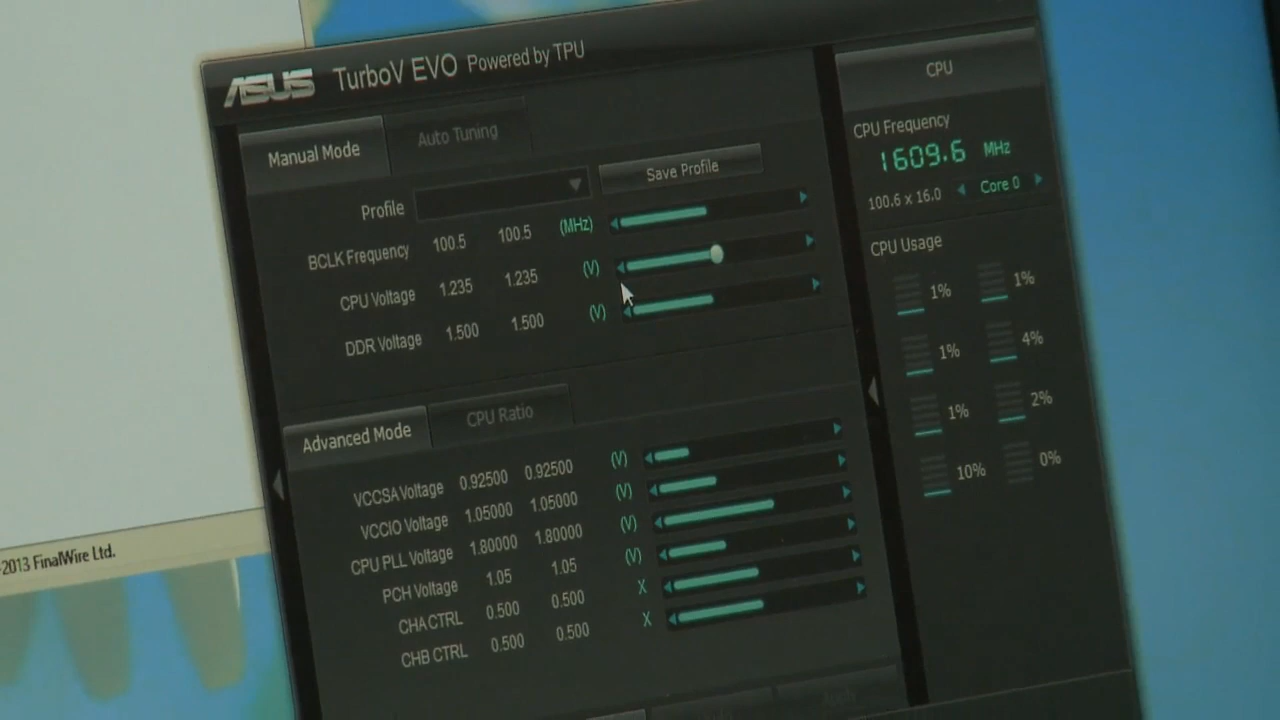 ASUS TurboV EVO Powered by TPU
Manual Mode
Auto Tuning
Profile
Save Profile
BCLK Frequency 100.5 100.5 (MHz)
CPU Voltage 1.235 1.235 (V)
DDR Voltage 1.500 1.500 (V)
Advanced Mode
CPU Ratio
VCCSA Voltage 0.92500 0.92500 (V)
VCCIO Voltage 1.05000 1.05000 (V)
CPU PLL Voltage 1.80000 1.80000 (V)
PCH Voltage 1.05 1.05 (V)
CHA CTRL 0.500 0.500 X
CHB CTRL 0.500 0.500 X
CPU
CPU Frequency
1609.6 MHz
100.6 x 16.0 Core 0
CPU Usage
1% 1%
1% 4%
1% 2%
10% 0%
-2013 FinalWire Ltd.